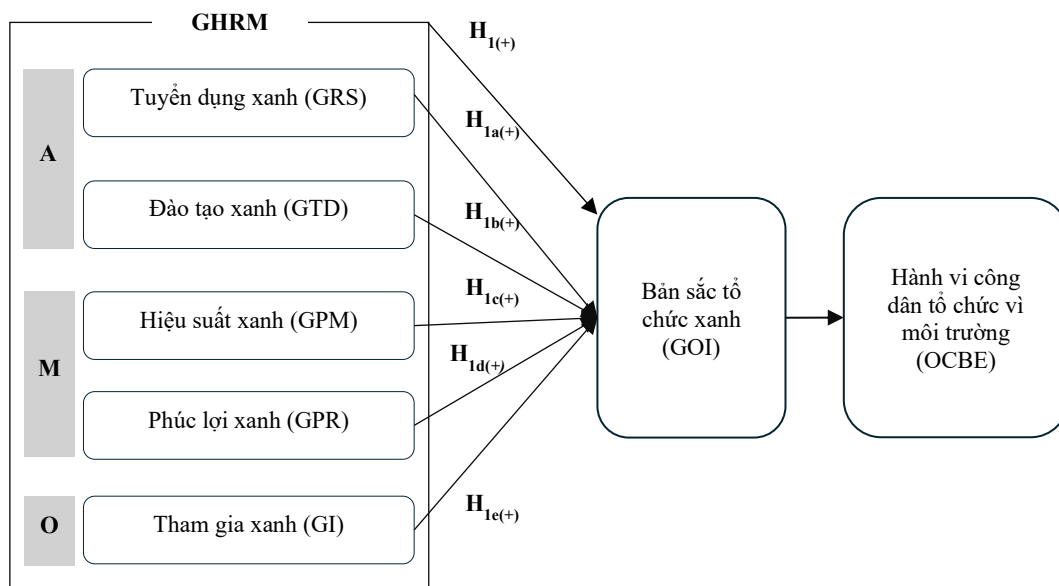 GHRM
H1(+)
A
Tuyển dụng xanh (GRS)
H1a(+)
Đào tạo xanh (GTD)
H1b(+)
M
Hiệu suất xanh (GPM)
H1c(+)
Phúc lợi xanh (GPR)
H1d(+)
O
Tham gia xanh (GI)
H1e(+)
Bản sắc tổ
chức xanh
(GOI)
Hành vi công
dân tổ chức vì
môi trường
(OCBE)